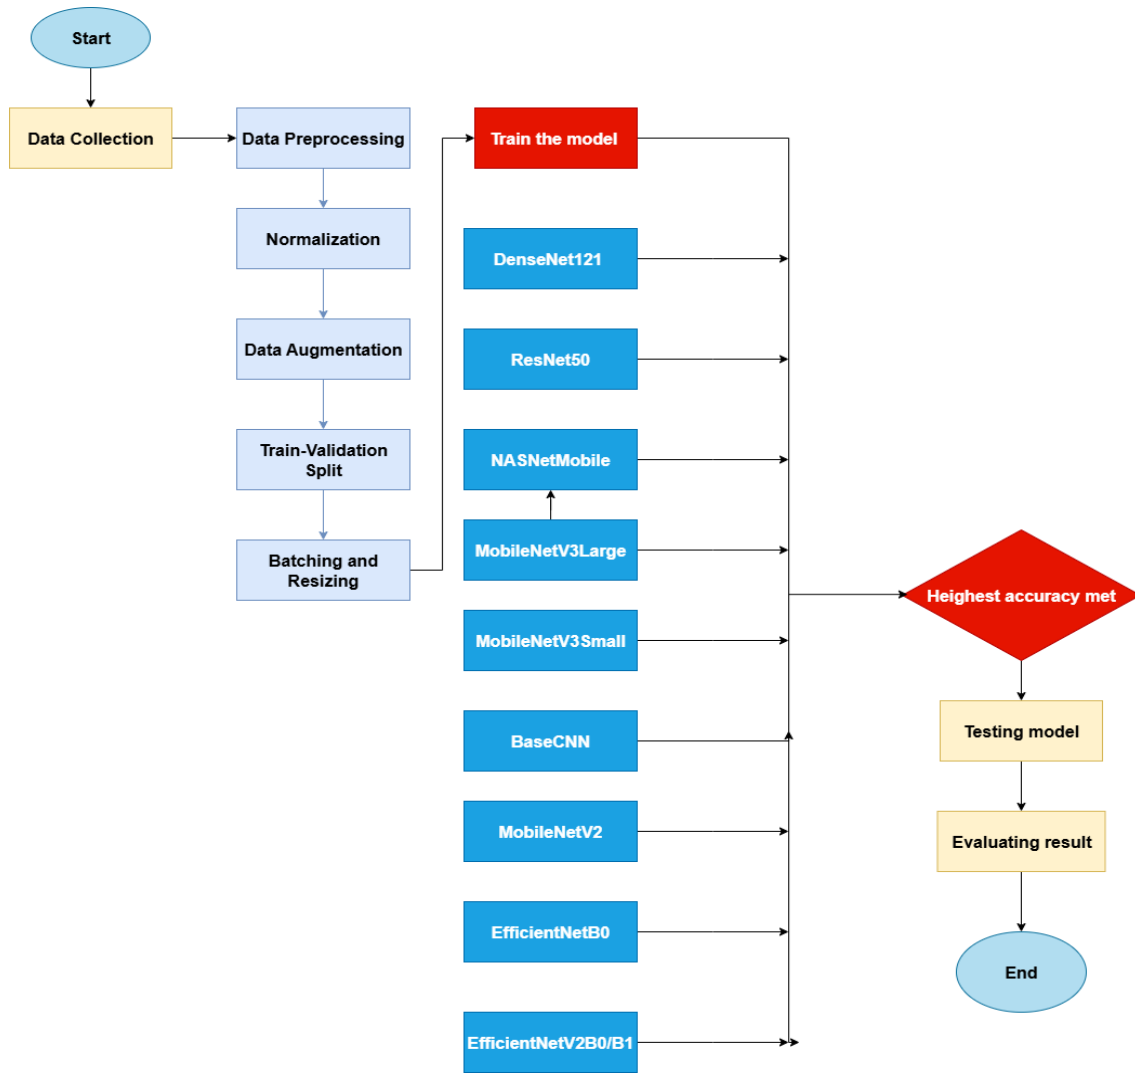 Start
Data Collection
Data Preprocessing
Normalization
Data Augmentation
Train-Validation
Split
Batching and
Resizing
Train the model
DenseNet121
ResNet50
NASNetMobile
MobileNetV3Large
MobileNetV3Small
BaseCNN
MobileNetV2
EfficientNetB0
EfficientNetV2B0/B1
Heighest accuracy met
Testing model
Evaluating result
End